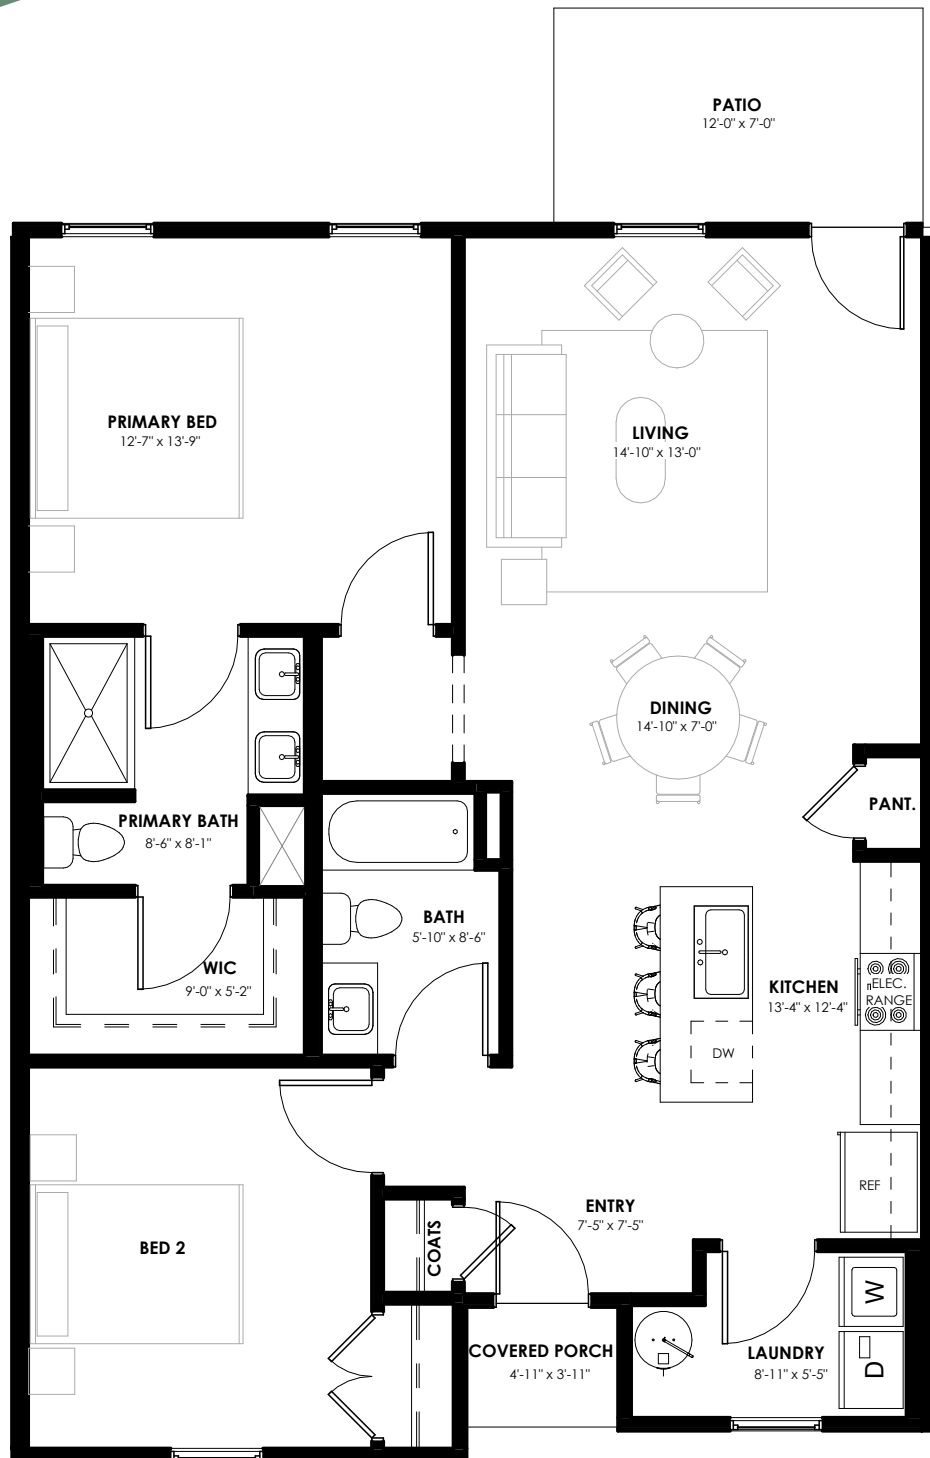 PATIO
12'-0" x 7'-0"
PRIMARY BED
12'-7" x 13'-9"
LIVING
14'-10" x 13'-0"
DINING
14'-10" x 7'-0"
PANT.
PRIMARY BATH
8'-6" x 8'-1"
BATH
5'-10" x 8'-6"
WIC
9'-0" x 5'-2"
KITCHEN
13'-4" x 12'-4"
ELEC.
RANGE
DW
REF
ENTRY
7'-5" x 7'-5"
COATS
BED 2
W
D
COVERED PORCH
4'-11" x 3'-11"
LAUNDRY
8'-11" x 5'-5"